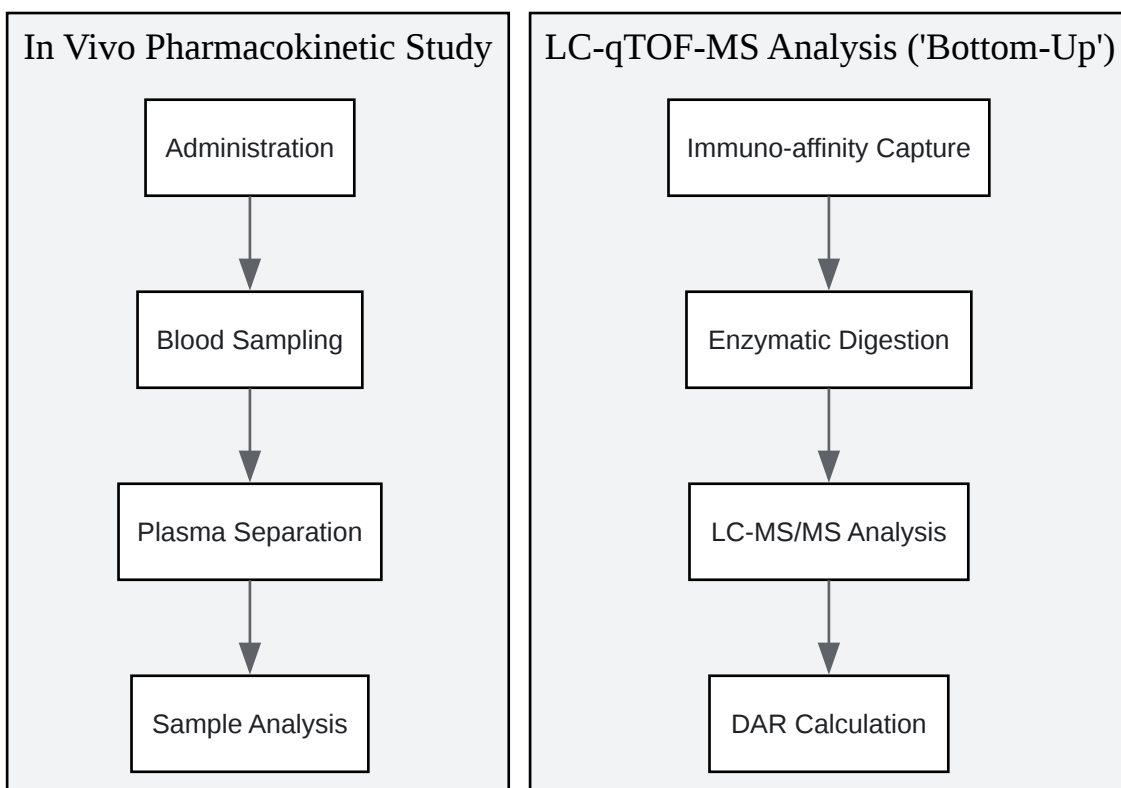 In Vivo Pharmacokinetic Study
Administration
Blood Sampling
Plasma Separation
Sample Analysis
LC-qTOF-MS Analysis ('Bottom-Up')
Immuno-affinity Capture
Enzymatic Digestion
LC-MS/MS Analysis
DAR Calculation